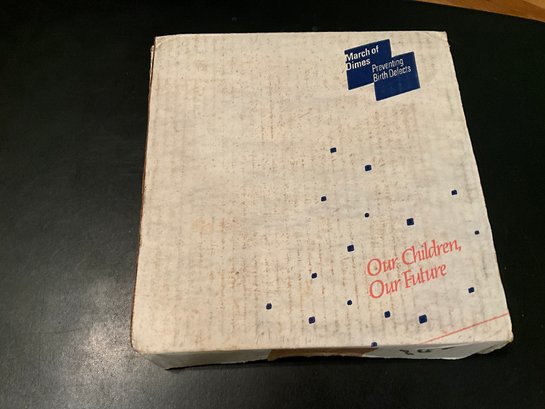 March of
Dimes
Preventing
Birth Defects
Our Children,
Our Future